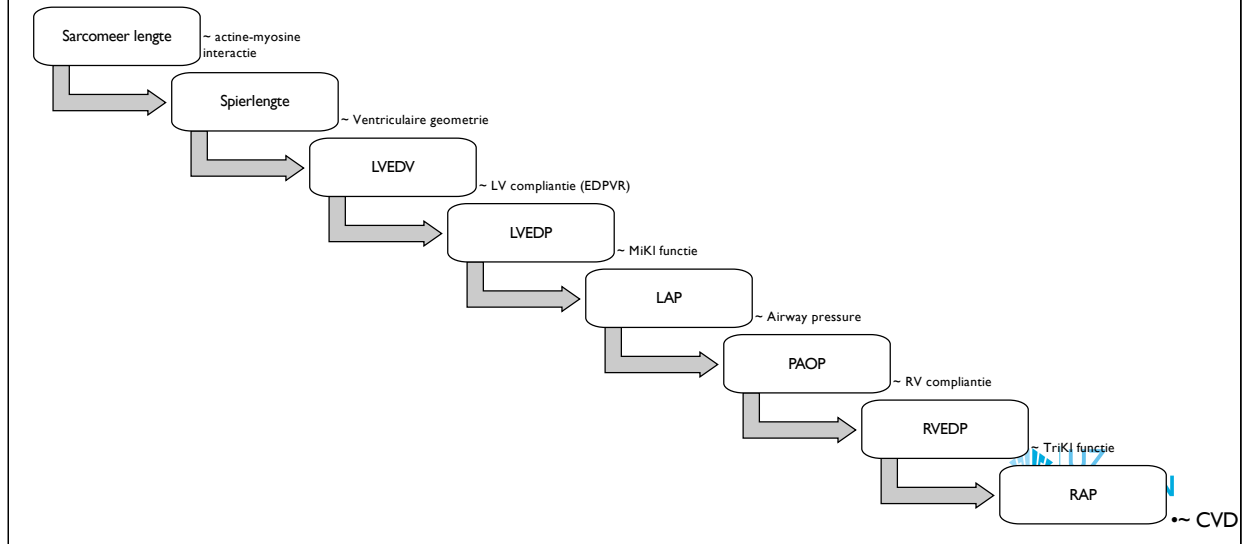 Sarcomeer lengte
~ actine-myosine
interactie
Spierlengte
~ Ventriculaire geometrie
LVEDV
~ LV compliantie (EDPVR)
LVEDP
~ MiKl functie
LAP
~ Airway pressure
PAOP
~ RV compliantie
RVEDP
~ TriKl functie
UZ
RAP
•~ CVD